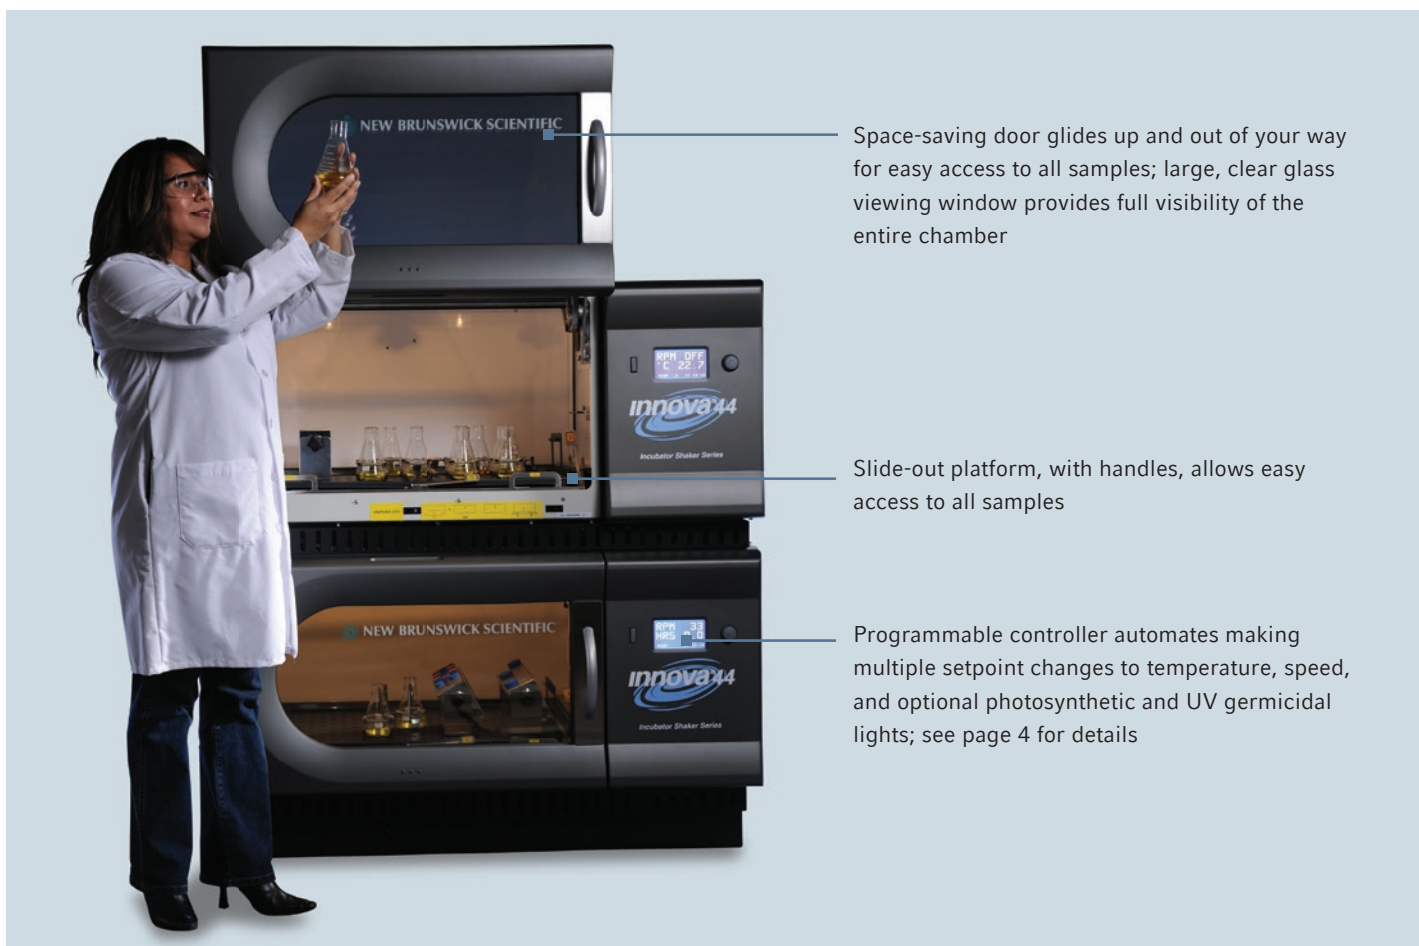 NEW BRUNSWICK SCIENTIFIC
Space-saving door glides up and out of your way
for easy access to all samples; large, clear glass
viewing window provides full visibility of the
entire chamber
RPM OFF
°C 22.7
innova 44
Incubator Shaker Series
Slide-out platform, with handles, allows easy
access to all samples
NEW BRUNSWICK SCIENTIFIC
RPM 33
HRS
innova 44
Incubator Shaker Series
Programmable controller automates making
multiple setpoint changes to temperature, speed,
and optional photosynthetic and UV germicidal
lights; see page 4 for details